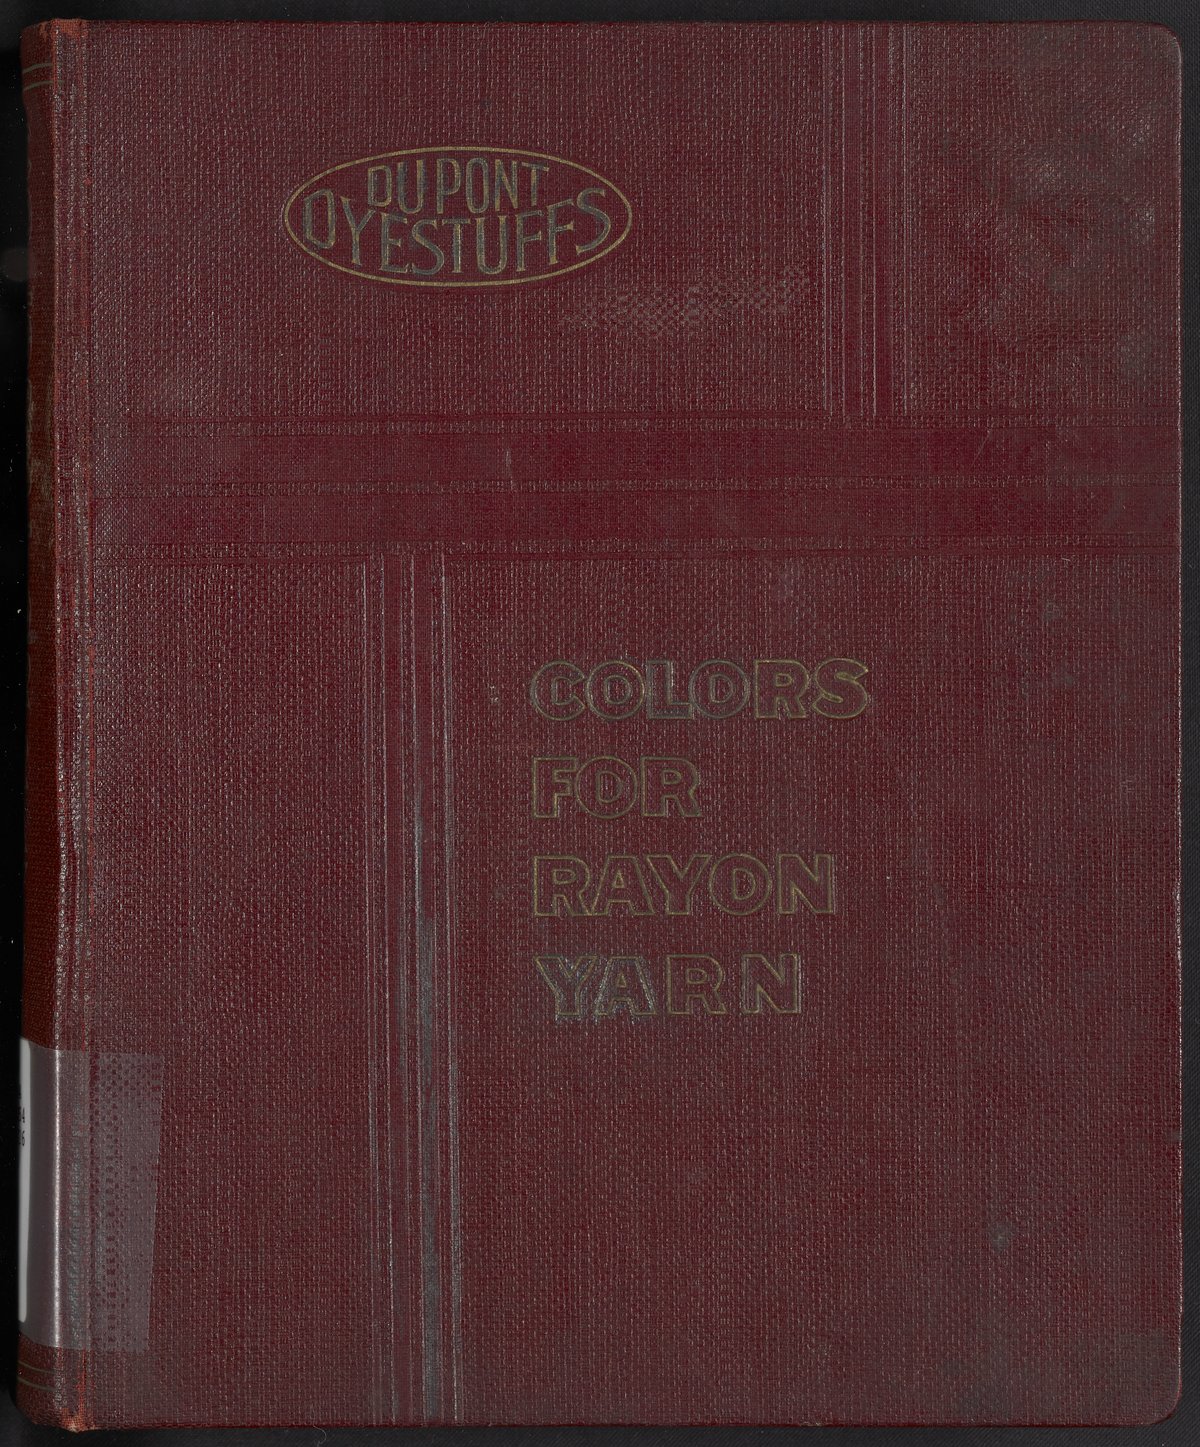 DU PONT
DYESTUFFS
COLORS
FOR
RAYON
YARN